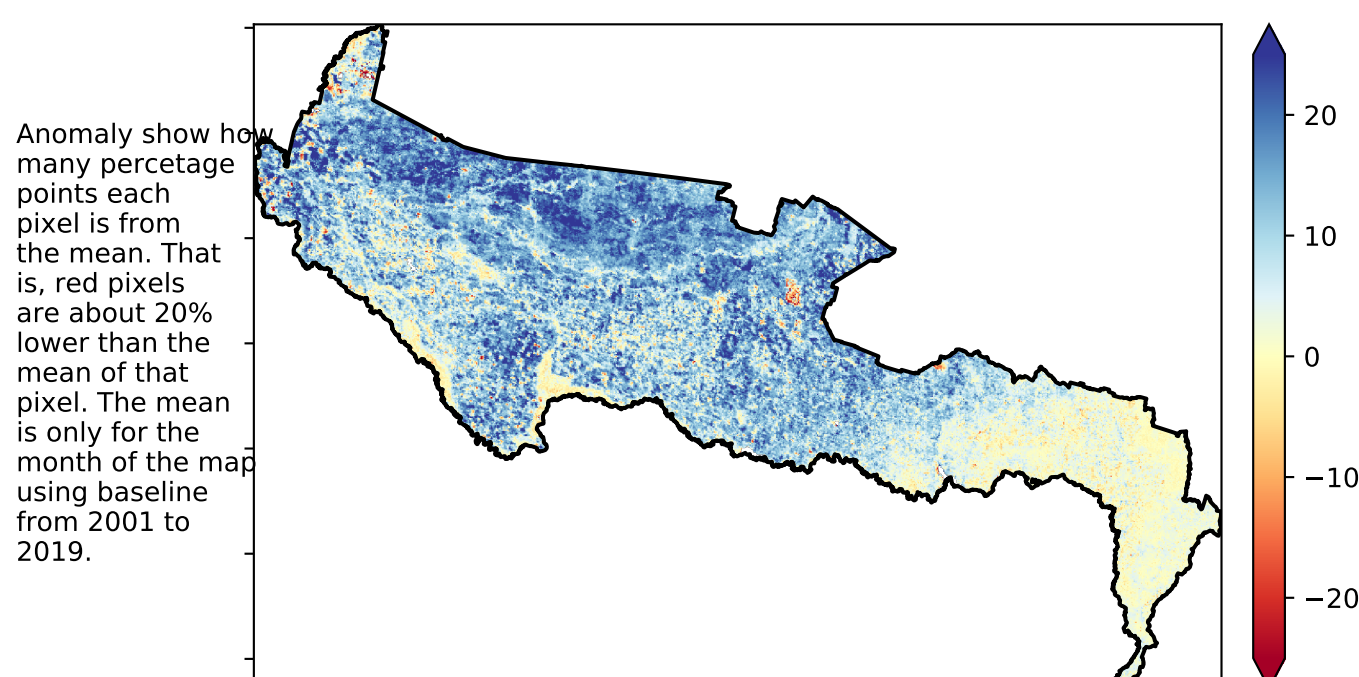 Anomaly show how
many percetage
points each
pixel is from
the mean. That
is, red pixels
are about 20%
lower than the
mean of that
pixel. The mean
is only for the
month of the map
using baseline
from 2001 to
2019.
20
10
0
−10
−20